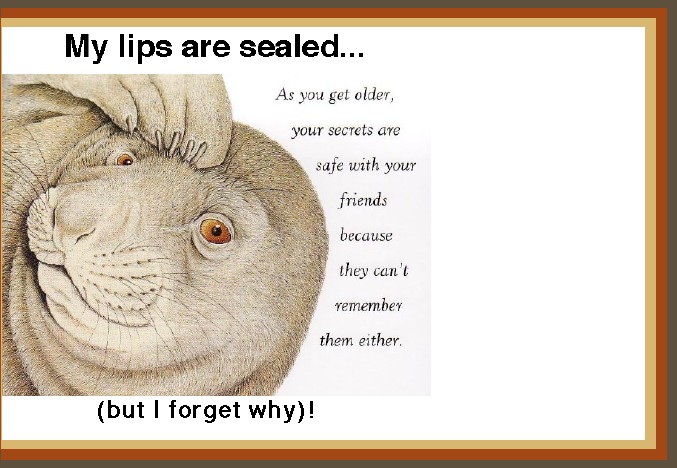 My lips are sealed...
As you get older,
your secrets are
safe with your
friends
because
they can't
remember
them either.
(but I forget why)!